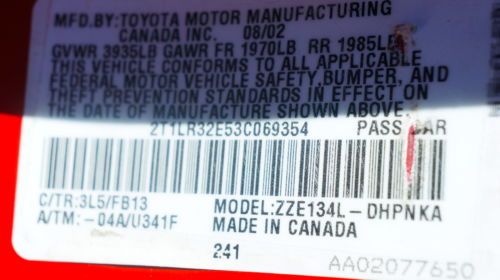 MFD.BY:TOYOTA MOTOR MANUFACTURING
CANADA INC. 08/02
GVWR 3935LB GAWR FR 1970LB RR 1985LB
THIS VEHICLE CONFORMS TO ALL APPLICABLE
FEDERAL MOTOR VEHICLE SAFETY,BUMPER, AND
THEFT PREVENTION STANDARDS IN EFFECT ON
THE DATE OF MANUFACTURE SHOWN ABOVE.
2T1LR32E53C069354 PASS CAR
C/TR:3L5/FB13 MODEL:ZZE134L-DHPNKA
A/TM:-04A/U341F MADE IN CANADA
241 AA02077650